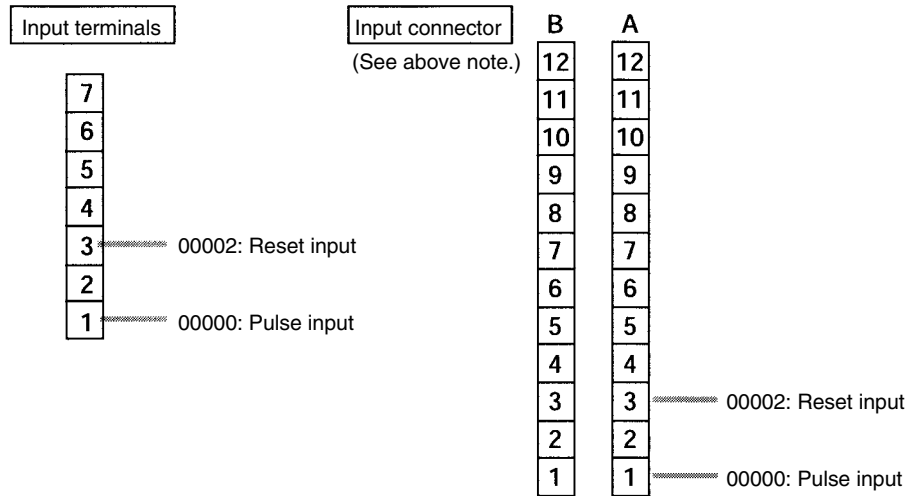 Input terminals
7
6
5
4
3 00002: Reset input
2
1 00000: Pulse input
Input connector
(See above note.)
B A
12 12
11 11
10 10
9 9
8 8
7 7
6 6
5 5
4 4
3 3 00002: Reset input
2 2
1 1 00000: Pulse input